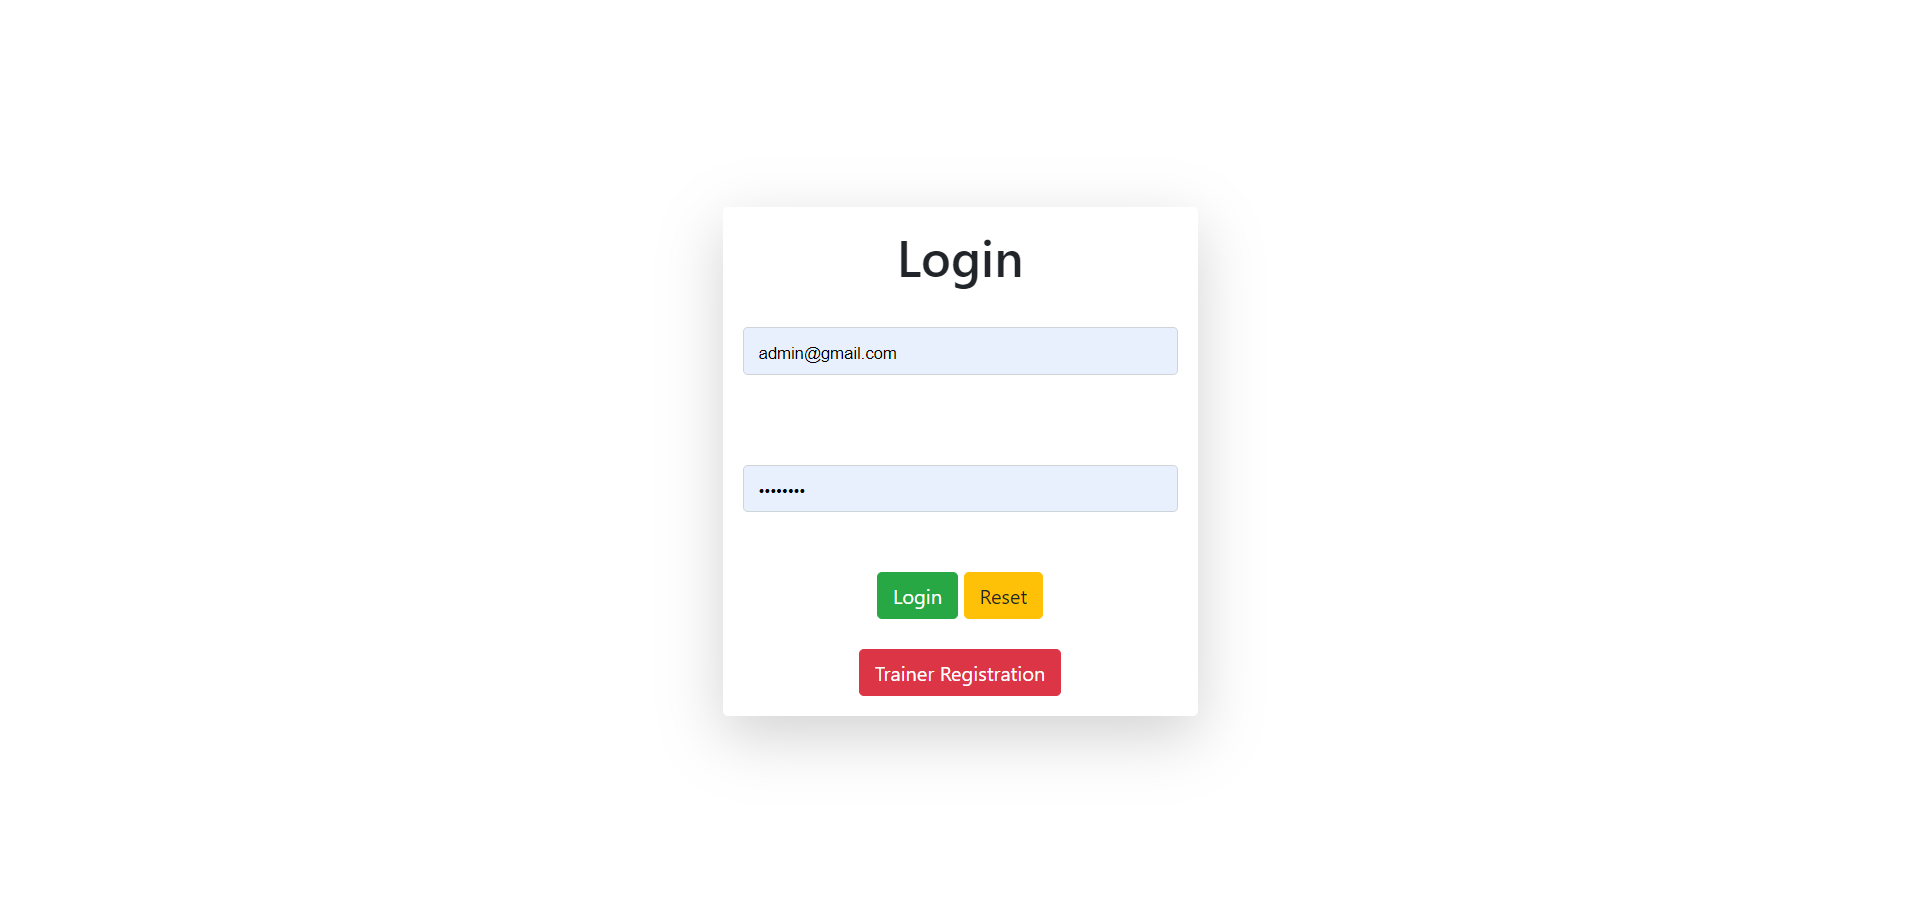 Login
admin@gmail.com
••••••••
Login Reset
Trainer Registration